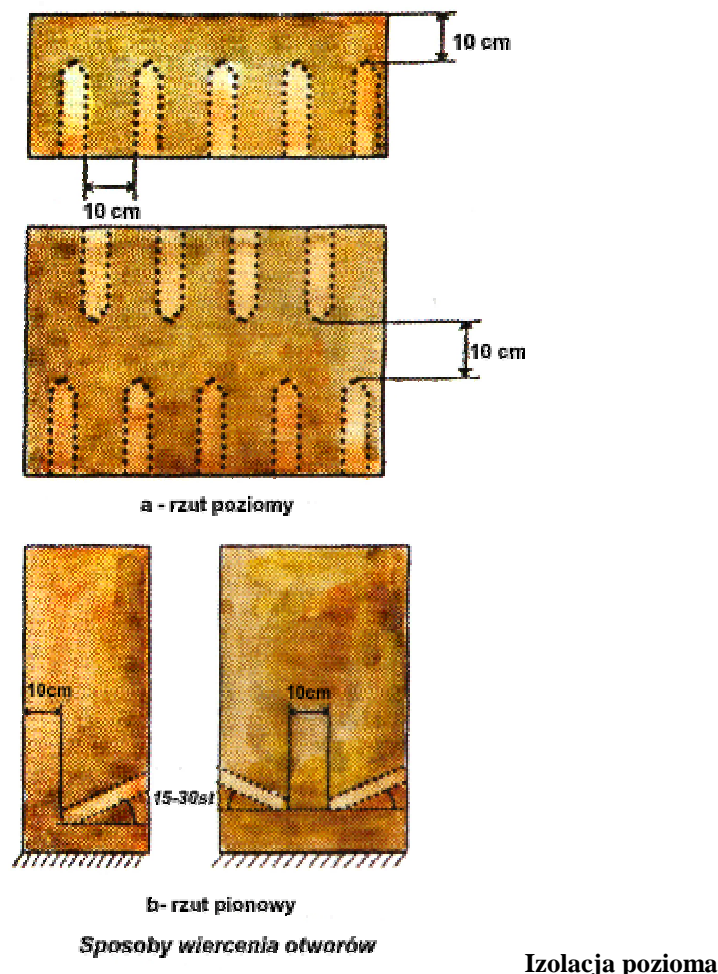 10 cm
10 cm
10 cm
a - rzut poziomy
10cm
10cm
15-30st
b- rzut pionowy
Sposoby wiercenia otworów
Izolacja pozioma